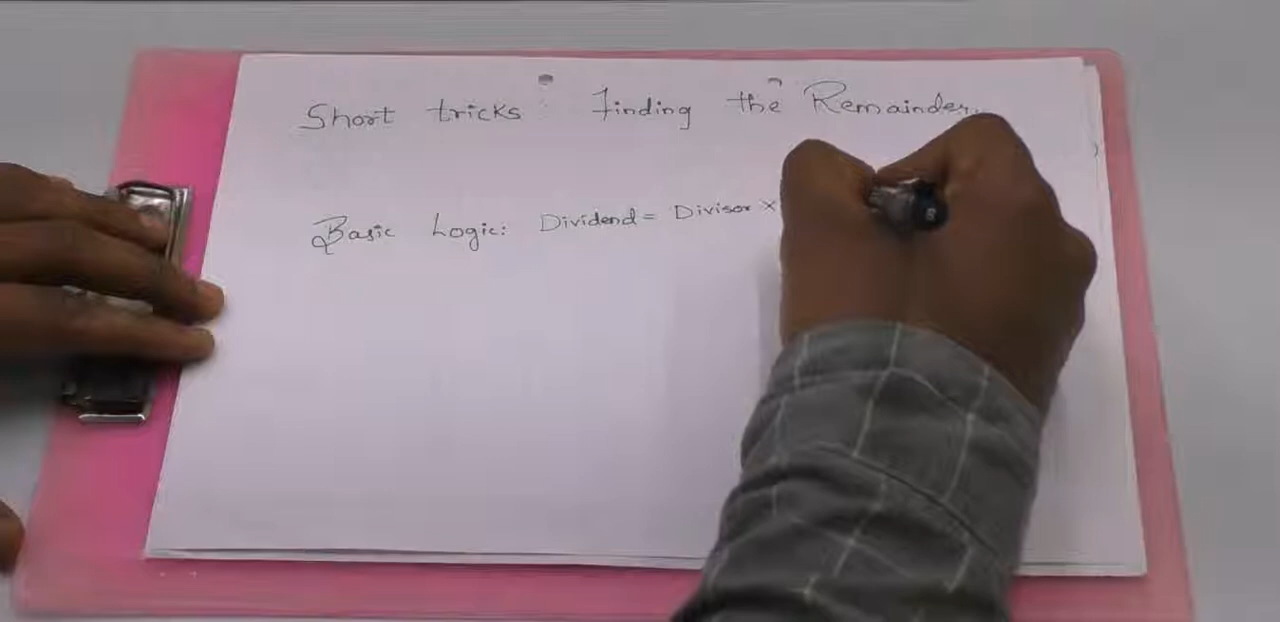 Short tricks : Finding the Remainder
Basic Logic: Dividend = Divisor ×